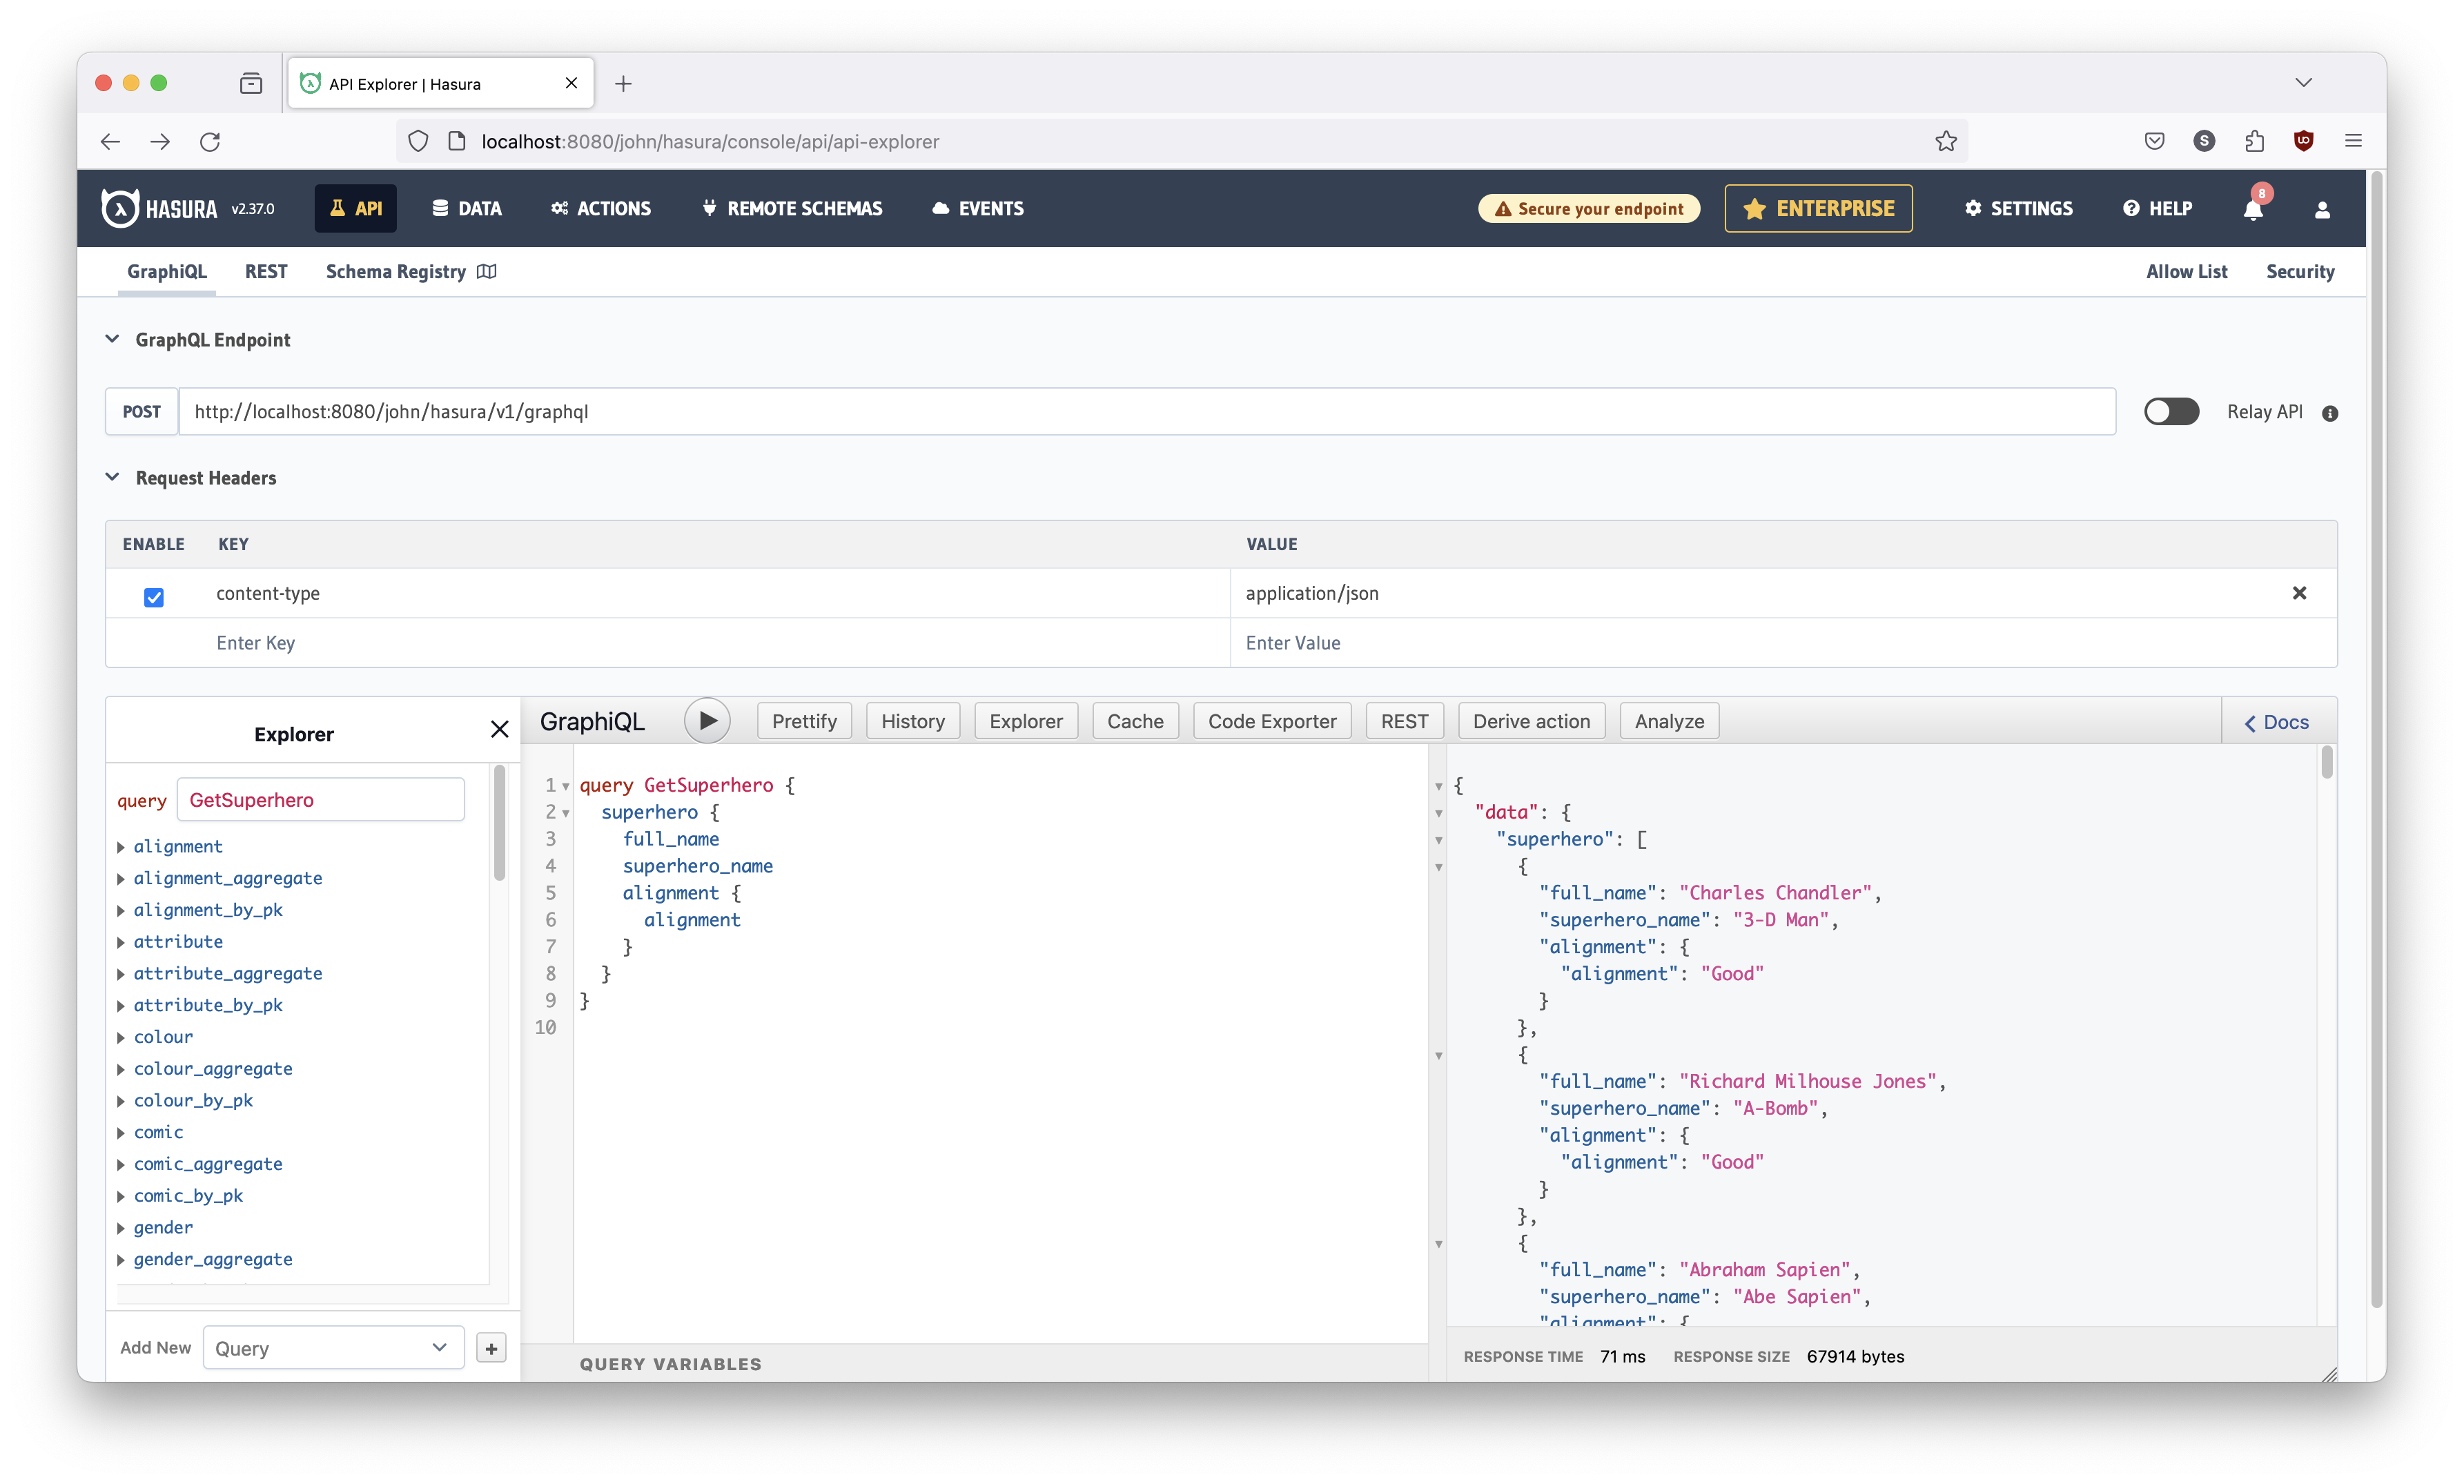 API Explorer | Hasura
localhost:8080/john/hasura/console/api/api-explorer
S
HASURA v2.37.0
API
DATA
ACTIONS
REMOTE SCHEMAS
EVENTS
Secure your endpoint
ENTERPRISE
SETTINGS
HELP
8
GraphiQL
REST
Schema Registry
Allow List
Security
GraphQL Endpoint
POST
http://localhost:8080/john/hasura/v1/graphql
Relay API
Request Headers
ENABLE KEY VALUE
content-type application/json
Enter Key Enter Value
Explorer
query GetSuperhero
alignment
alignment_aggregate
alignment_by_pk
attribute
attribute_aggregate
attribute_by_pk
colour
colour_aggregate
colour_by_pk
comic
comic_aggregate
comic_by_pk
gender
gender_aggregate
Add New
Query
+
GraphiQL
Prettify
History
Explorer
Cache
Code Exporter
REST
Derive action
Analyze
Docs
1 query GetSuperhero {
2 superhero {
3 full_name
4 superhero_name
5 alignment {
6 alignment
7 }
8 }
9 }
10
QUERY VARIABLES
{
"data": {
"superhero": [
{
"full_name": "Charles Chandler",
"superhero_name": "3-D Man",
"alignment": {
"alignment": "Good"
}
},
{
"full_name": "Richard Milhouse Jones",
"superhero_name": "A-Bomb",
"alignment": {
"alignment": "Good"
}
},
{
"full_name": "Abraham Sapien",
"superhero_name": "Abe Sapien",
"alignment": {
RESPONSE TIME 71 ms RESPONSE SIZE 67914 bytes